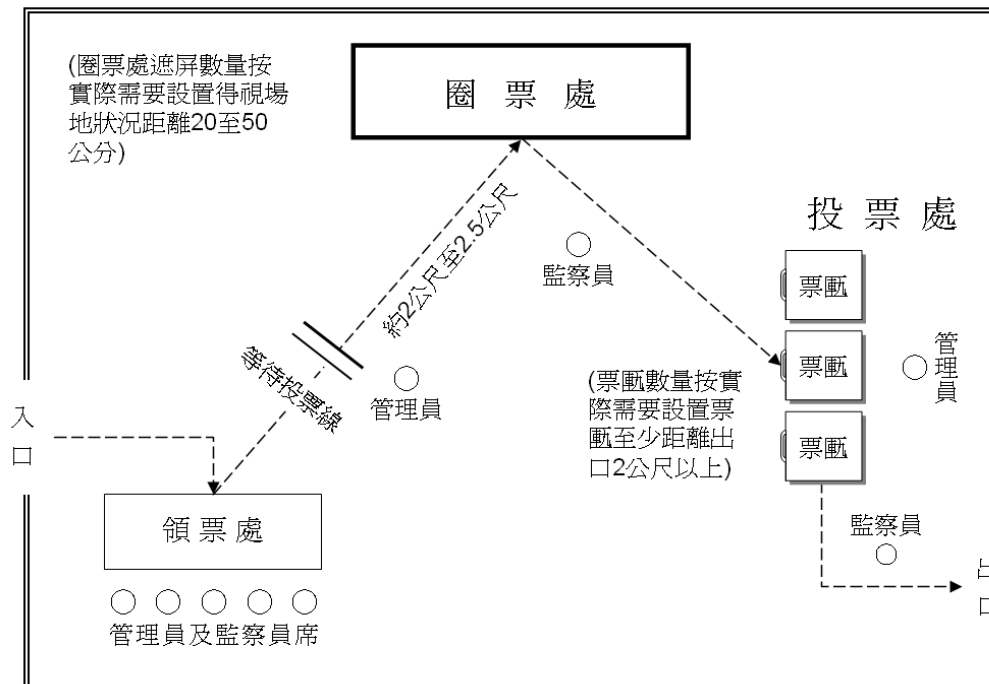 (圈票處遮屏數量按
實際需要設置得視場
地狀況距離20至50
公分)
圈票處
約2公尺至2.5公尺
等待投票線
管理員
監察員
投票處
票匭
票匭
票匭
管理員
(票匭數量按實
際需要設置票
匭至少距離出
口2公尺以上)
入口
領票處
管理員及監察員席
監察員
出口